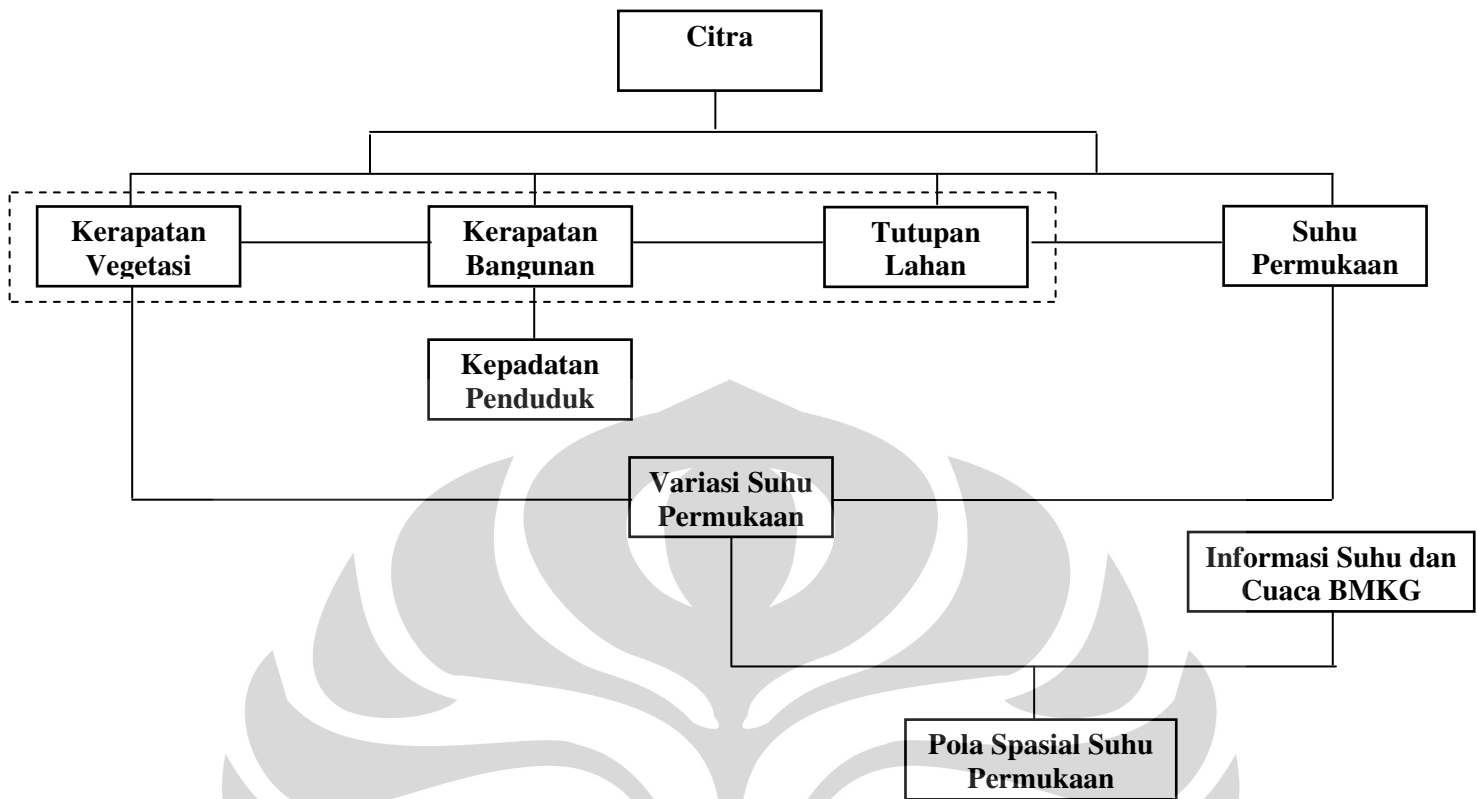 Citra
Kerapatan
Vegetasi
Kerapatan
Bangunan
Tutupan
Lahan
Suhu
Permukaan
Kepadatan
Penduduk
Variasi Suhu
Permukaan
Informasi Suhu dan
Cuaca BMKG
Pola Spasial Suhu
Permukaan